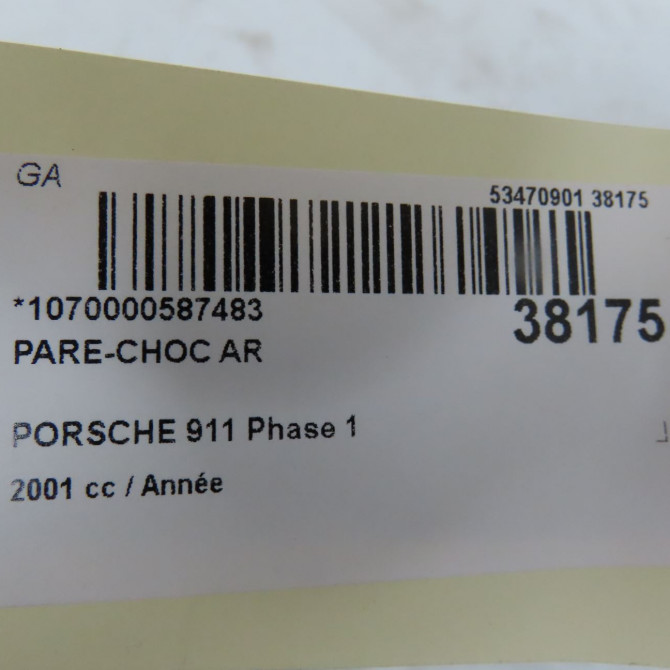 GA
53470901 38175
*1070000587483
38175
PARE-CHOC AR
PORSCHE 911 Phase 1
2001 cc / Année